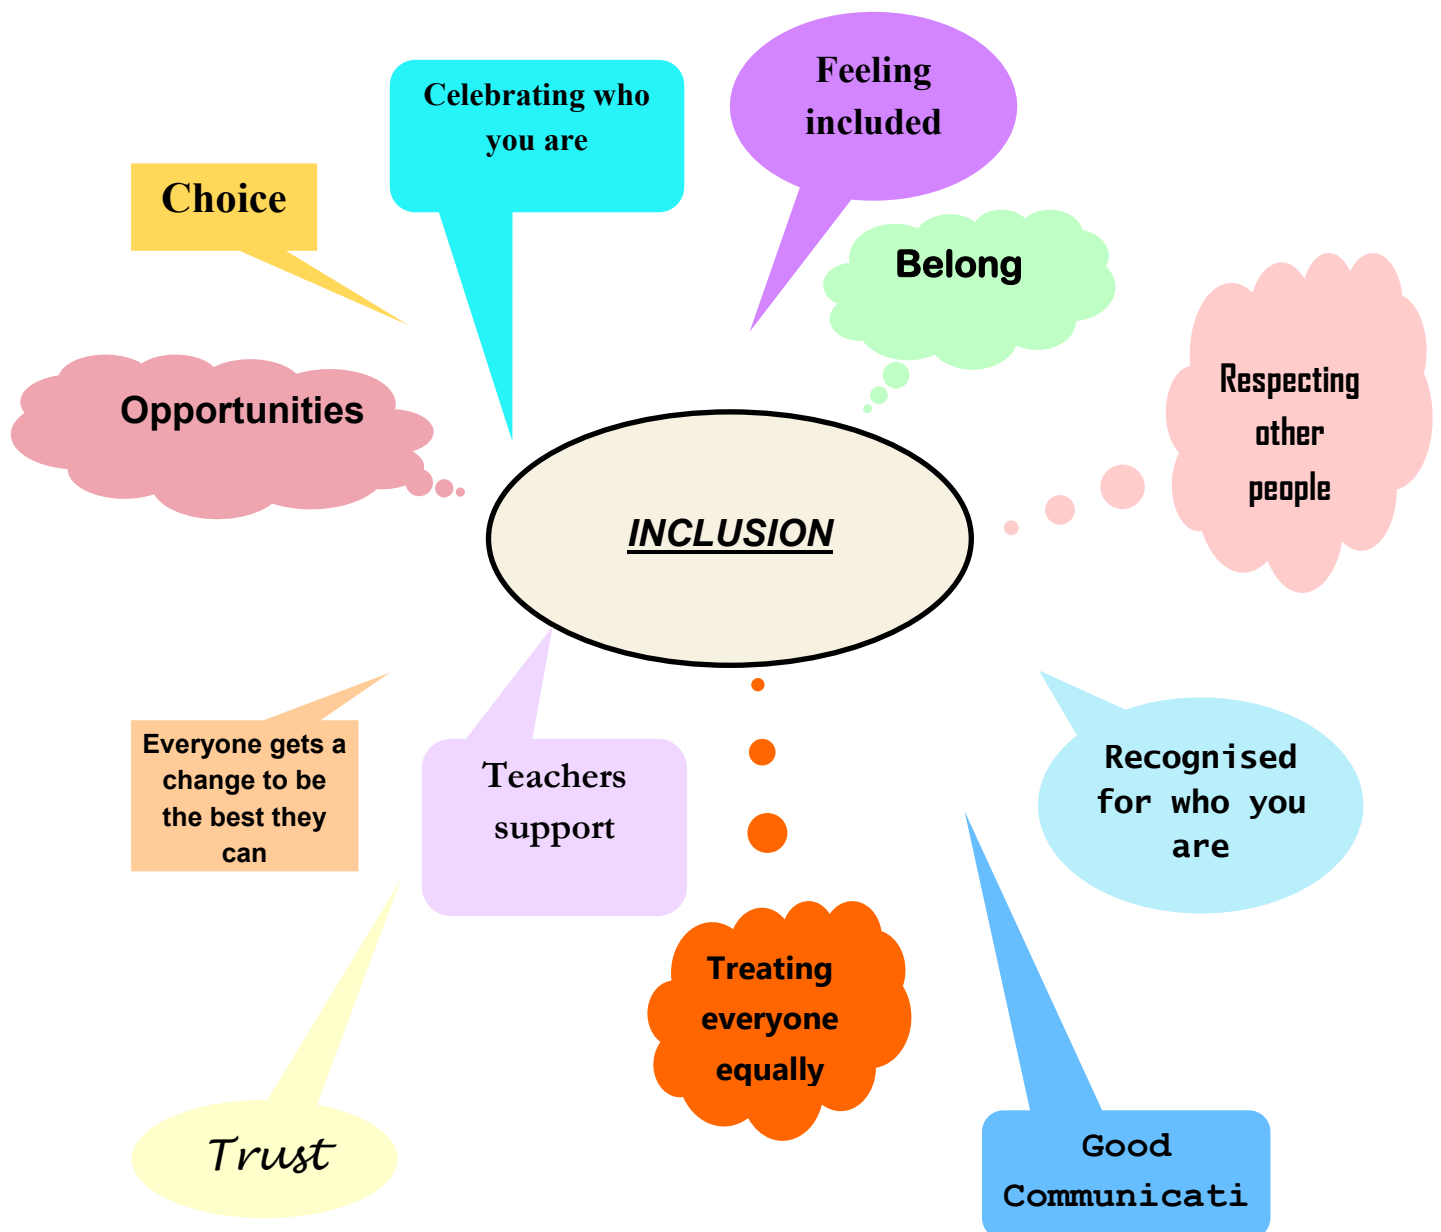 Feeling
included
Celebrating who
you are
Choice
Belong
Respecting
other
people
Opportunities
INCLUSION
Everyone gets a
change to be
the best they
can
Teachers
support
Recognised
for who you
are
Treating
everyone
equally
Trust
Good
Communicati